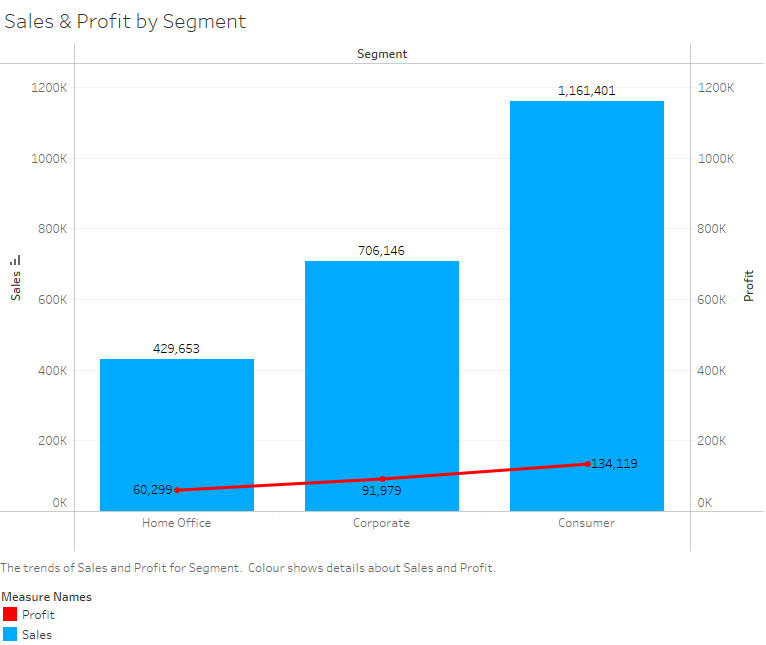 Sales & Profit by Segment
Segment
1200K
1000K
800K
600K
400K
200K
0K
Sales
1,161,401
706,146
429,653
60,299
91,979
134,119
1200K
1000K
800K
600K
400K
200K
0K
Profit
Home Office
Corporate
Consumer
The trends of Sales and Profit for Segment.  Colour shows details about Sales and Profit.
Measure Names
Profit
Sales